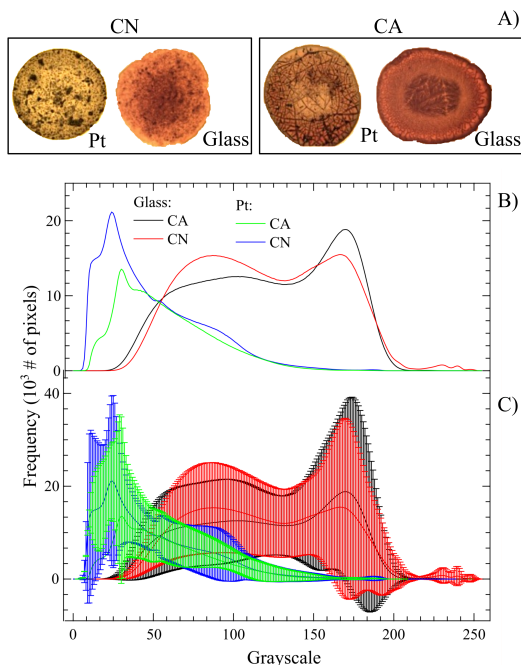 CN
CA
A)
Pt
Glass
Pt
Glass
B)
Glass:
Pt:
CA
CA
CN
CN
20
10
0
C)
40
20
0
Frequency (10³ # of pixels)
0
50
100
150
200
250
Grayscale